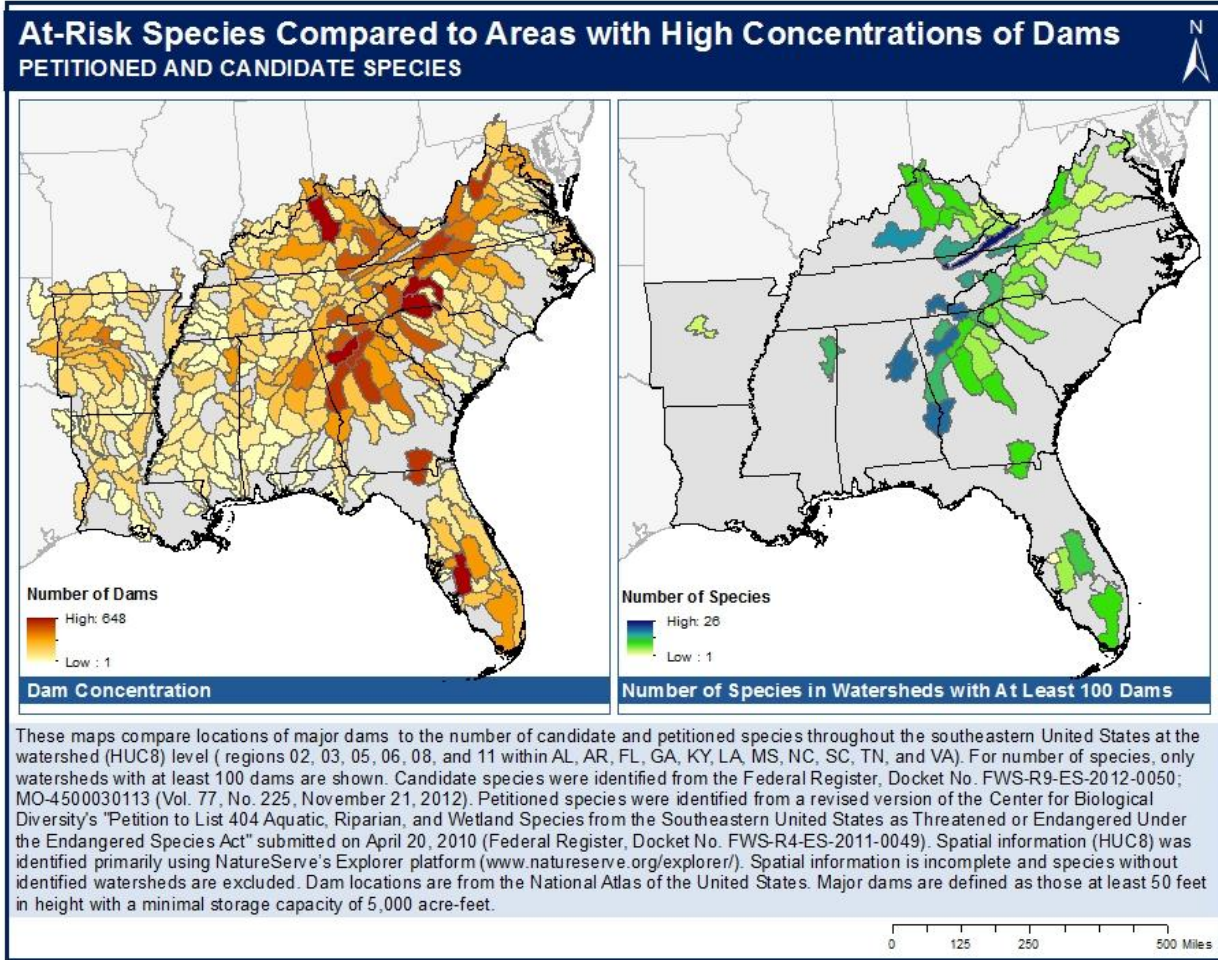 At-Risk Species Compared to Areas with High Concentrations of Dams
PETITIONED AND CANDIDATE SPECIES
N
Number of Dams
High: 648
Low : 1
Dam Concentration
Number of Species
High: 26
Low : 1
Number of Species in Watersheds with At Least 100 Dams
These maps compare locations of major dams to the number of candidate and petitioned species throughout the southeastern United States at the
watershed (HUC8) level ( regions 02, 03, 05, 06, 08, and 11 within AL, AR, FL, GA, KY, LA, MS, NC, SC, TN, and VA). For number of species, only
watersheds with at least 100 dams are shown. Candidate species were identified from the Federal Register, Docket No. FWS-R9-ES-2012-0050;
MO-4500030113 (Vol. 77, No. 225, November 21, 2012). Petitioned species were identified from a revised version of the Center for Biological
Diversity's "Petition to List 404 Aquatic, Riparian, and Wetland Species from the Southeastern United States as Threatened or Endangered Under
the Endangered Species Act" submitted on April 20, 2010 (Federal Register, Docket No. FWS-R4-ES-2011-0049). Spatial information (HUC8) was
identified primarily using NatureServe's Explorer platform (www.natureserve.org/explorer/). Spatial information is incomplete and species without
identified watersheds are excluded. Dam locations are from the National Atlas of the United States. Major dams are defined as those at least 50 feet
in height with a minimal storage capacity of 5,000 acre-feet.
0 125 250 500 Miles